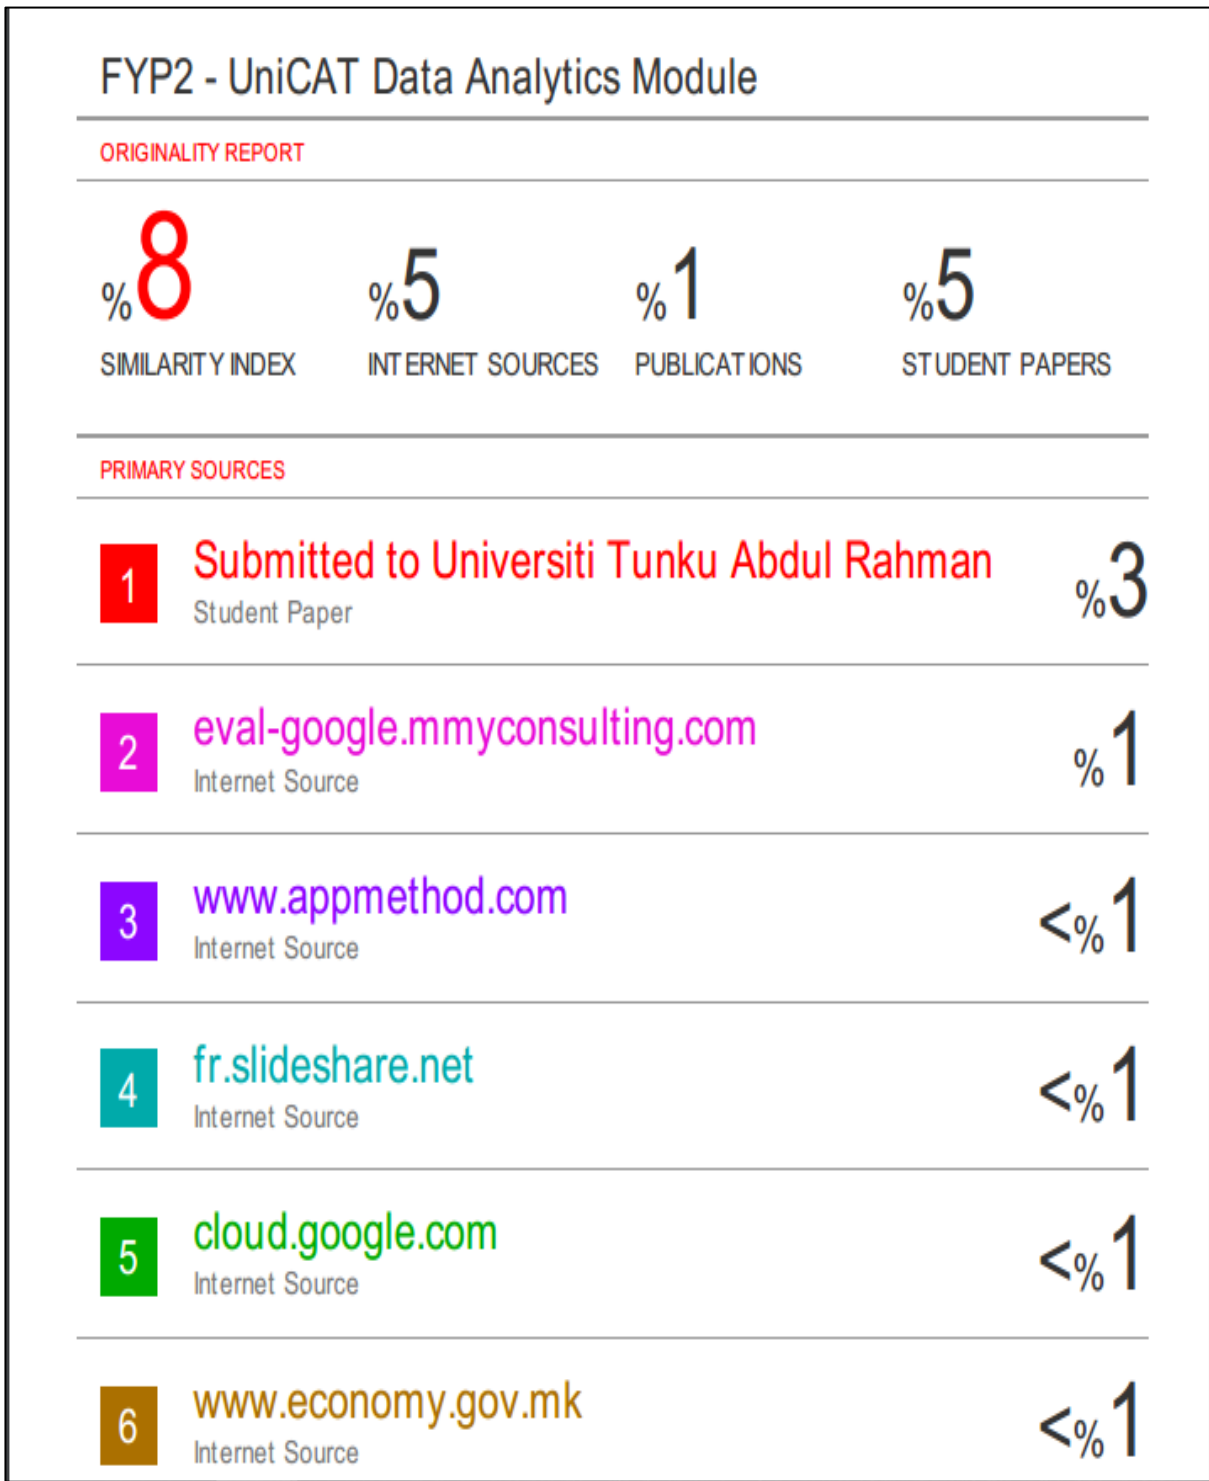 FYP2 - UniCAT Data Analytics Module
ORIGINALITY REPORT
%8 %5 %1 %5
SIMILARITY INDEX INTERNET SOURCES PUBLICATIONS STUDENT PAPERS
PRIMARY SOURCES
1 Submitted to Universiti Tunku Abdul Rahman %3
Student Paper
2 eval-google.mmyconsulting.com %1
Internet Source
3 www.appmethod.com <%1
Internet Source
4 fr.slideshare.net <%1
Internet Source
5 cloud.google.com <%1
Internet Source
6 www.economy.gov.mk <%1
Internet Source